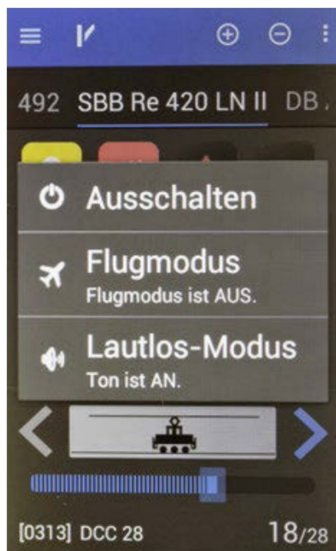 492 SBB Re 420 LN II DB
Ausschalten
Flugmodus
Flugmodus ist AUS.
Lautlos-Modus
Ton ist AN.
[0313] DCC 28 18/28